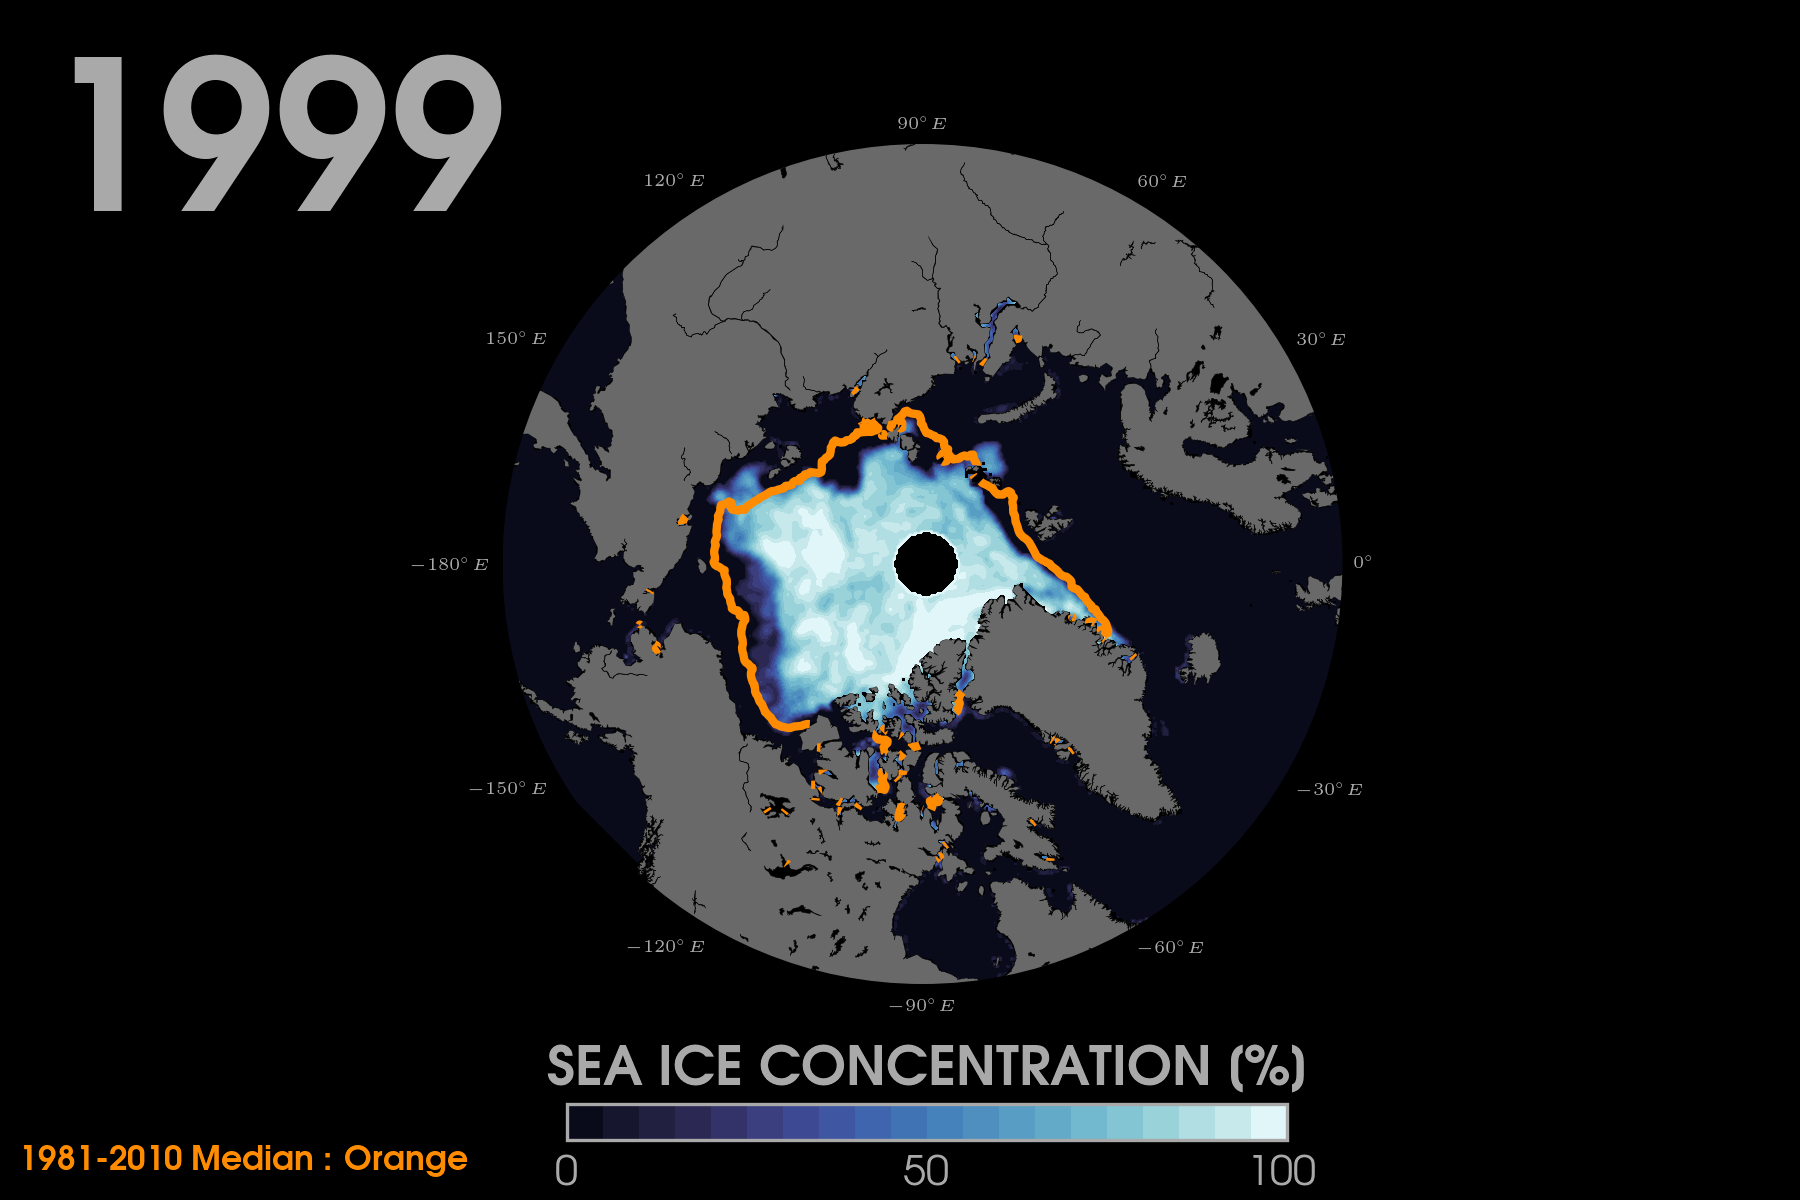 1999
90° E
120° E
60° E
150° E
30° E
−180° E
0°
−150° E
−30° E
−120° E
−60° E
−90° E
SEA ICE CONCENTRATION (%)
0
50
100
1981-2010 Median : Orange